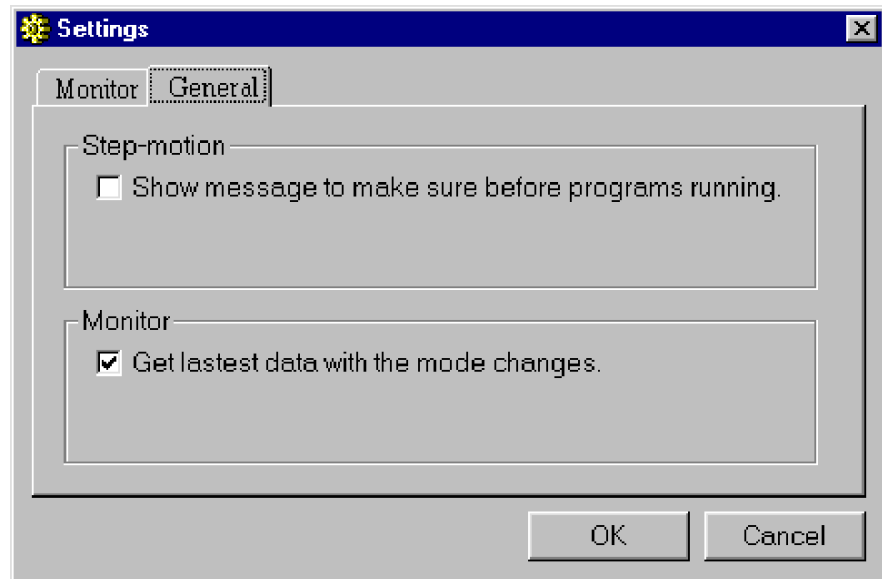 Settings
Monitor General
Step-motion
Show message to make sure before programs running.
Monitor
Get lastest data with the mode changes.
OK Cancel